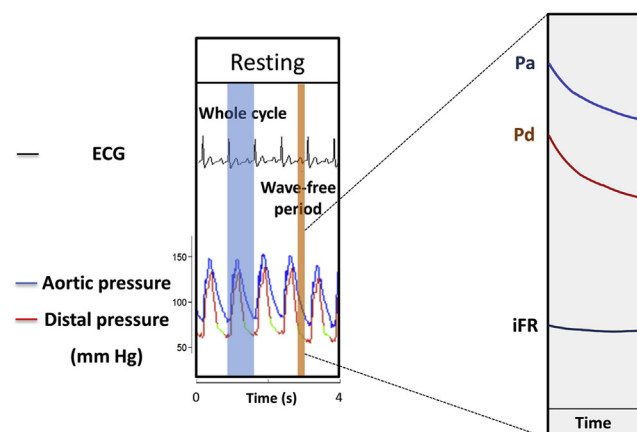 Resting
Whole cycle
ECG
Wave-free
period
150
100
50
Aortic pressure
Distal pressure
(mm Hg)
0
Time (s)
4
Pa
Pd
iFR
Time